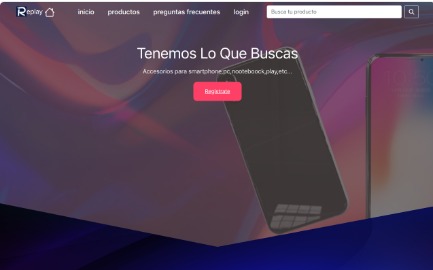 Replay
inicio
productos
preguntas frecuentes
login
Busca tu producto
Tenemos Lo Que Buscas
Accesorios para smartphone,pc,nooteboock,play,etc...
Registrate